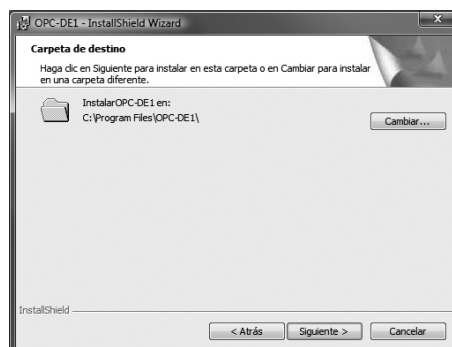 OPC-DE1 - InstallShield Wizard
Carpeta de destino
Haga clic en Siguiente para instalar en esta carpeta o en Cambiar para instalar
en una carpeta diferente.
InstalarOPC-DE1 en:
C:\Program Files\OPC-DE1\
Cambiar...
InstallShield
< Atrás
Siguiente >
Cancelar